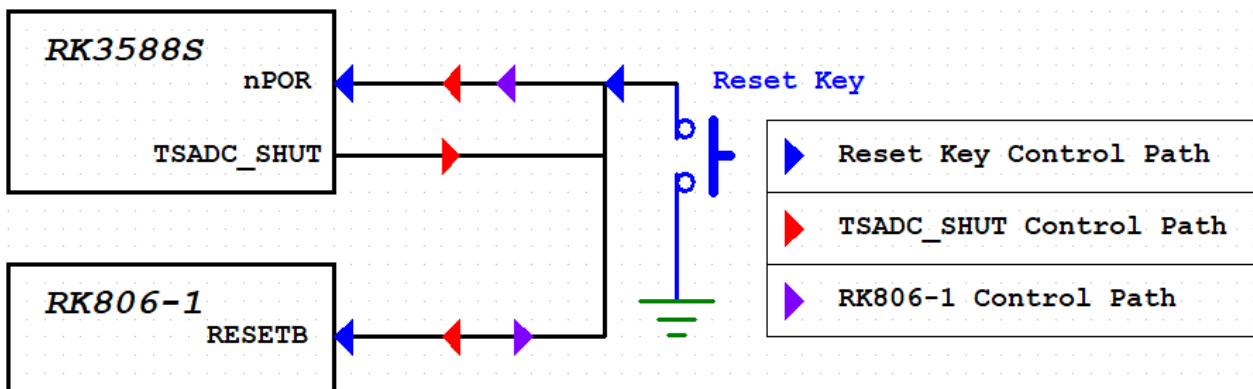 RK3588S
nPOR
Reset Key
TSADC_SHUT
Reset Key Control Path
TSADC_SHUT Control Path
RK806-1 Control Path
RK806-1
RESETB